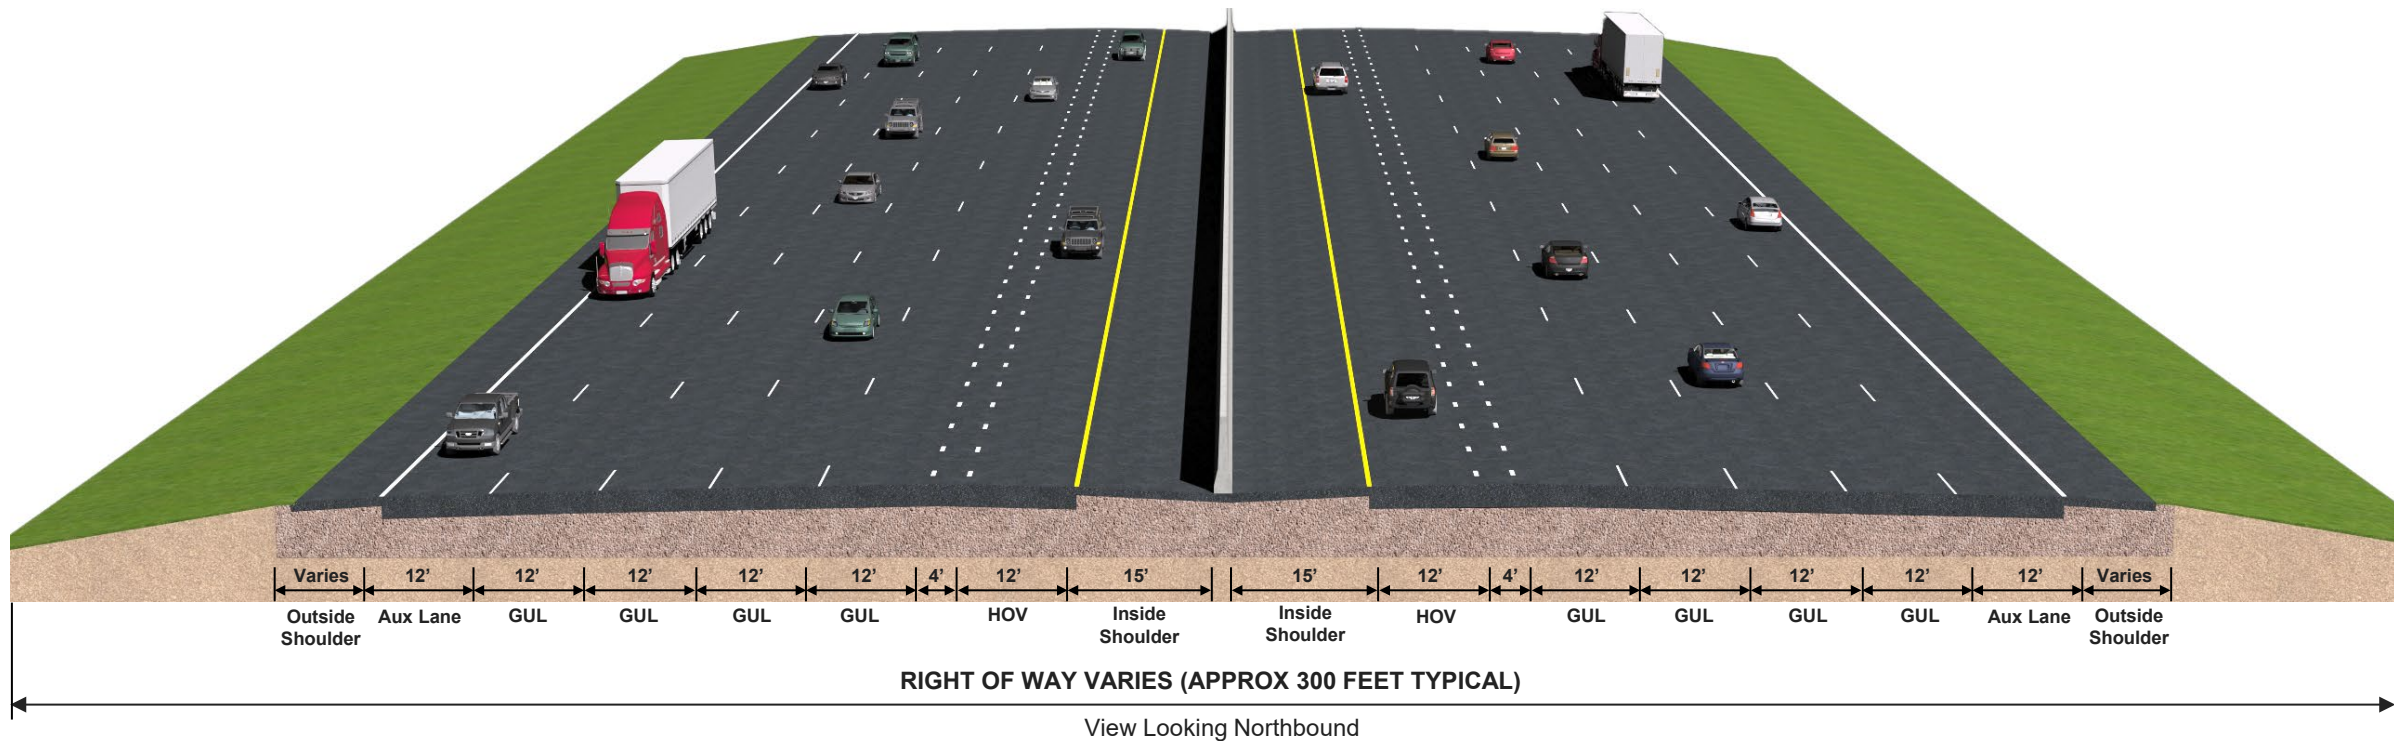 Varies 12' 12' 12' 12' 12' 4' 12' 15' 15' 12' 4' 12' 12' 12' 12' 12' Varies
Outside Shoulder Aux Lane GUL GUL GUL GUL HOV Inside Shoulder Inside Shoulder HOV GUL GUL GUL GUL Aux Lane Outside Shoulder
RIGHT OF WAY VARIES (APPROX 300 FEET TYPICAL)
View Looking Northbound